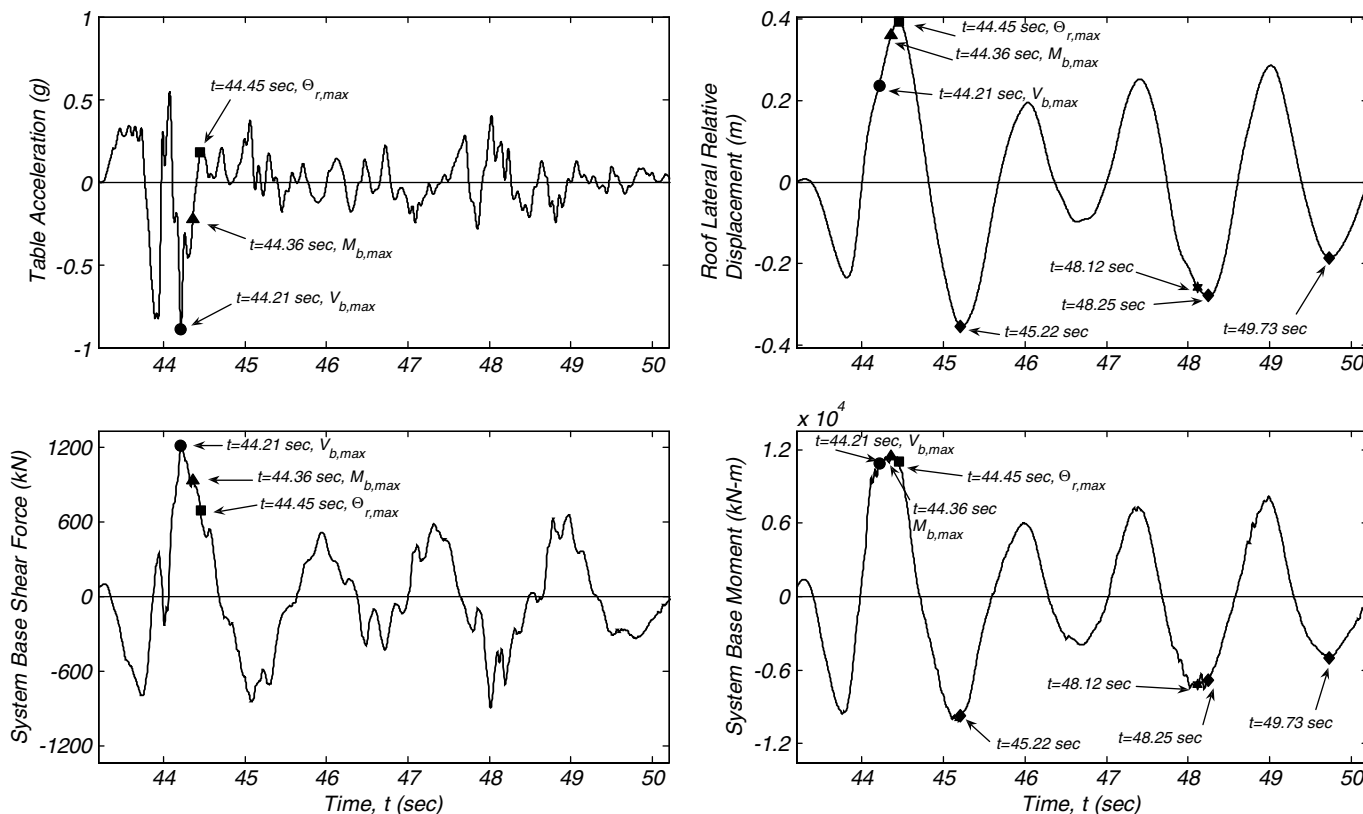 Table Acceleration (g)
1
0.5
0
-0.5
-1
t=44.45 sec, Θr,max
t=44.36 sec, Mb,max
t=44.21 sec, Vb,max
44 45 46 47 48 49 50
Roof Lateral Relative
Displacement (m)
0.4
0.2
0
-0.2
-0.4
t=44.45 sec, Θr,max
t=44.36 sec, Mb,max
t=44.21 sec, Vb,max
t=48.12 sec
t=48.25 sec
t=45.22 sec
t=49.73 sec
44 45 46 47 48 49 50
System Base Shear Force (kN)
1200
600
0
-600
-1200
t=44.21 sec, Vb,max
t=44.36 sec, Mb,max
t=44.45 sec, Θr,max
44 45 46 47 48 49 50
Time, t (sec)
System Base Moment (kN-m)
x 10^4
1.2
0.6
0
-0.6
-1.2
t=44.21 sec, Vb,max
t=44.45 sec, Θr,max
t=44.36 sec
Mb,max
t=48.12 sec
t=45.22 sec
t=48.25 sec
t=49.73 sec
44 45 46 47 48 49 50
Time, t (sec)